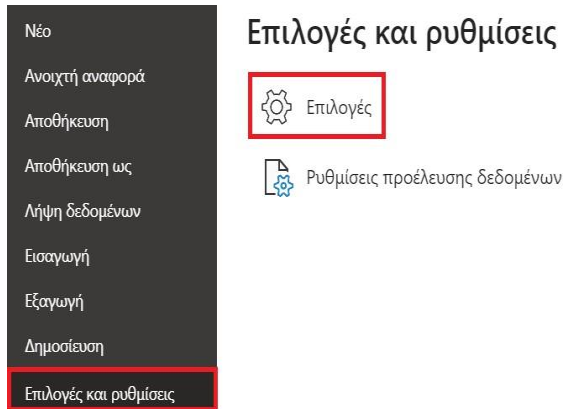 Νέο
Ανοιχτή αναφορά
Αποθήκευση
Αποθήκευση ως
Λήψη δεδομένων
Εισαγωγή
Εξαγωγή
Δημοσίευση
Επιλογές και ρυθμίσεις
Επιλογές και ρυθμίσεις
Επιλογές
Ρυθμίσεις προέλευσης δεδομένων